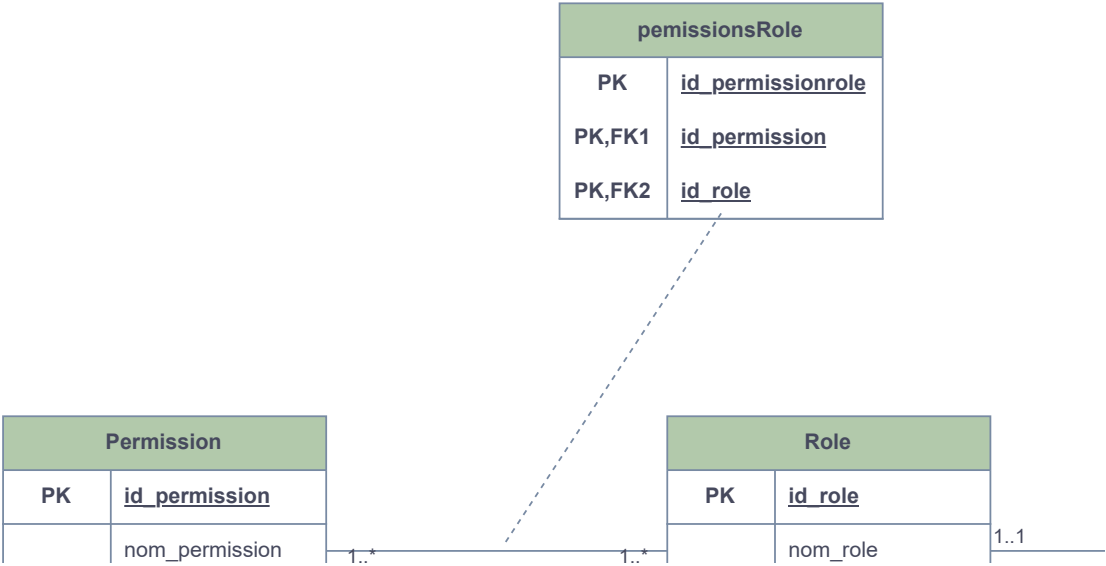 pemissionsRole
PK id_permissionrole
PK,FK1 id_permission
PK,FK2 id_role
Permission
PK id_permission
nom_permission
1..*
1..*
Role
PK id_role
nom_role
1..1